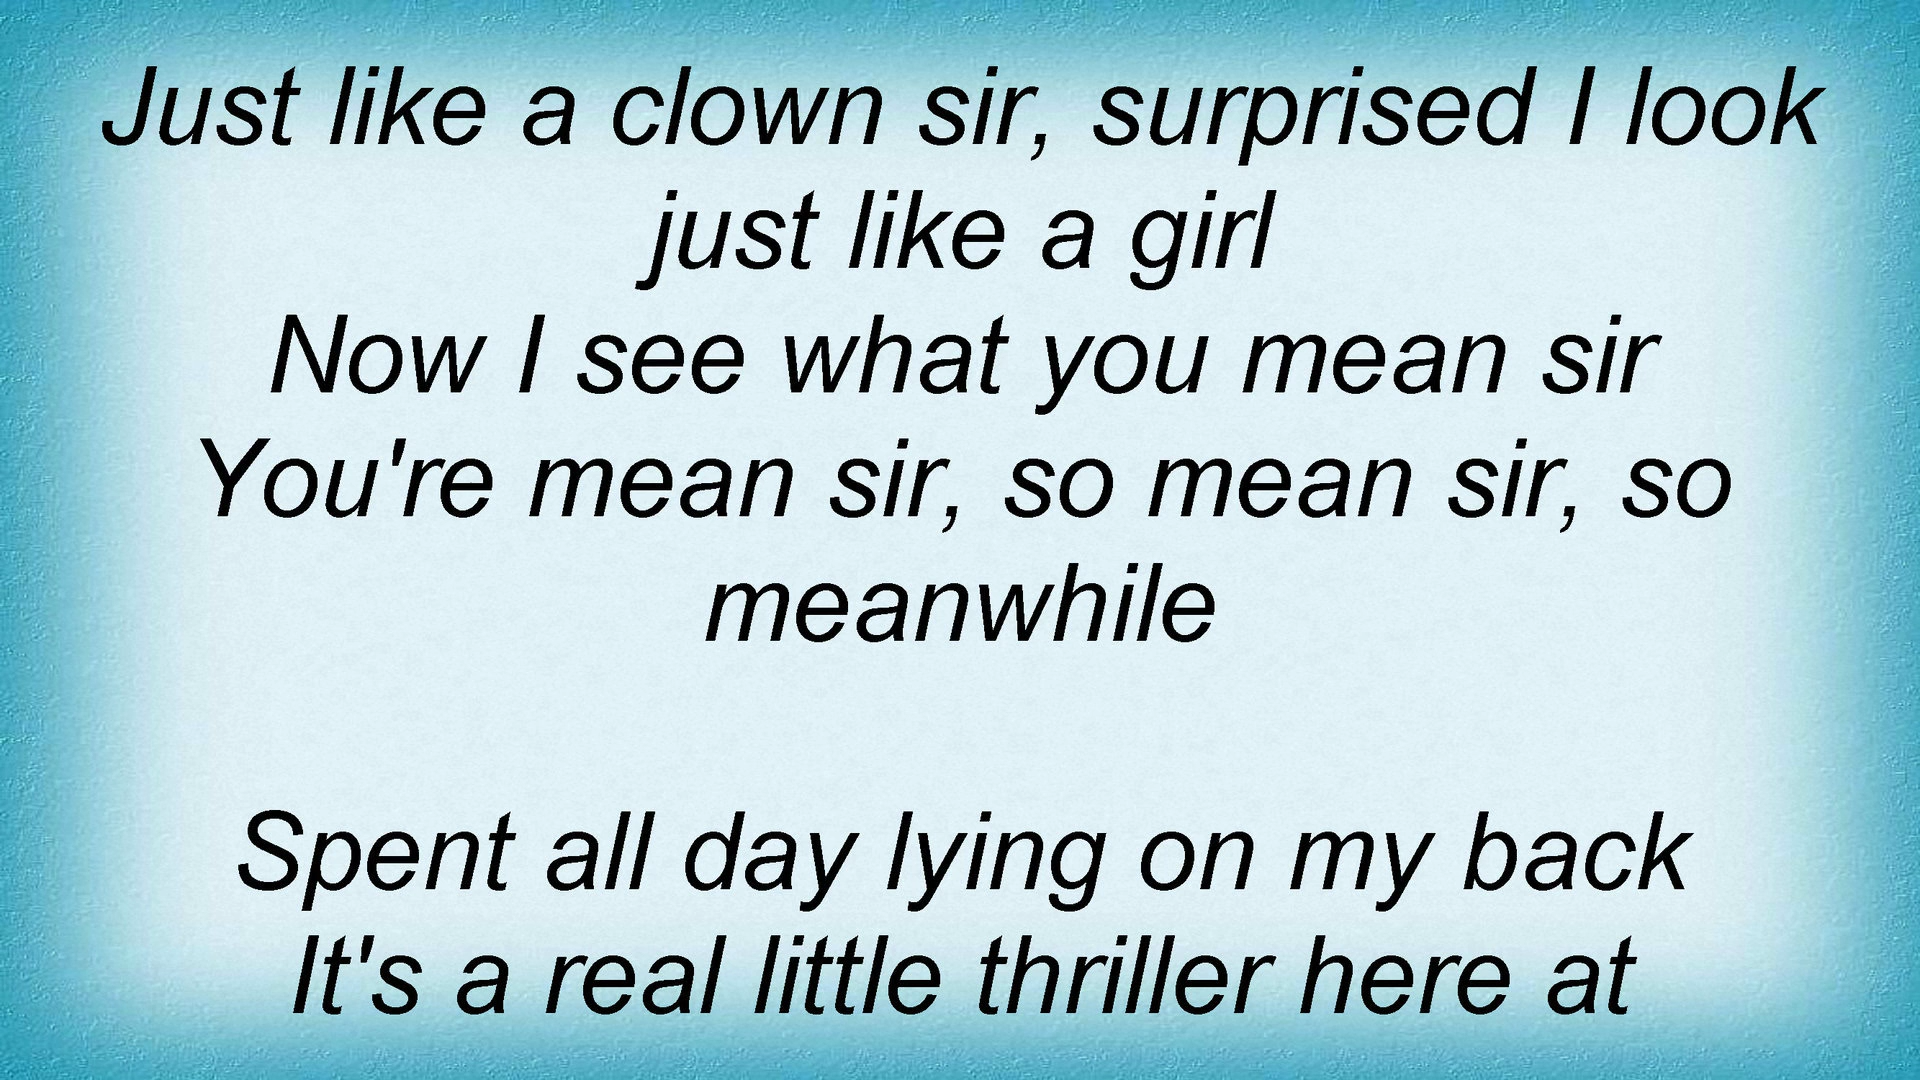 Just like a clown sir, surprised I look
just like a girl
Now I see what you mean sir
You're mean sir, so mean sir, so
meanwhile
Spent all day lying on my back
It's a real little thriller here at